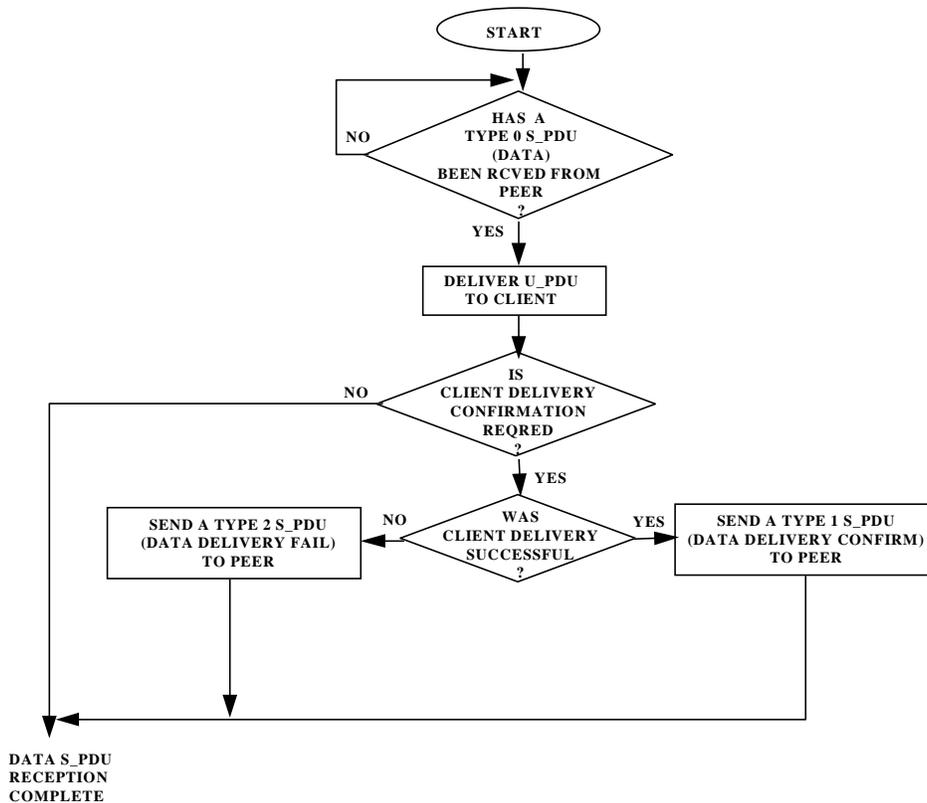 START
HAS A
TYPE 0 S_PDU
(DATA)
BEEN RCVED FROM
PEER
?
NO
YES
DELIVER U_PDU
TO CLIENT
IS
CLIENT DELIVERY
CONFIRMATION
REQRED
?
NO
YES
WAS
CLIENT DELIVERY
SUCCESSFUL
?
NO
YES
SEND A TYPE 2 S_PDU
(DATA DELIVERY FAIL)
TO PEER
SEND A TYPE 1 S_PDU
(DATA DELIVERY CONFIRM)
TO PEER
DATA S_PDU
RECEPTION
COMPLETE